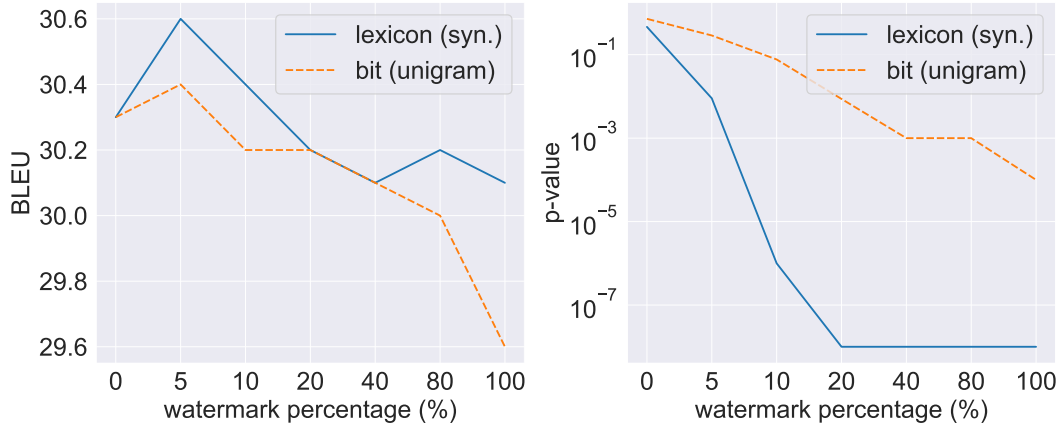 30.6
30.4
30.2
30.0
29.8
29.6
BLEU
lexicon (syn.)
bit (unigram)
0 5 10 20 40 80 100
watermark percentage (%)
10⁻¹
10⁻³
10⁻⁵
10⁻⁷
p-value
lexicon (syn.)
bit (unigram)
0 5 10 20 40 80 100
watermark percentage (%)